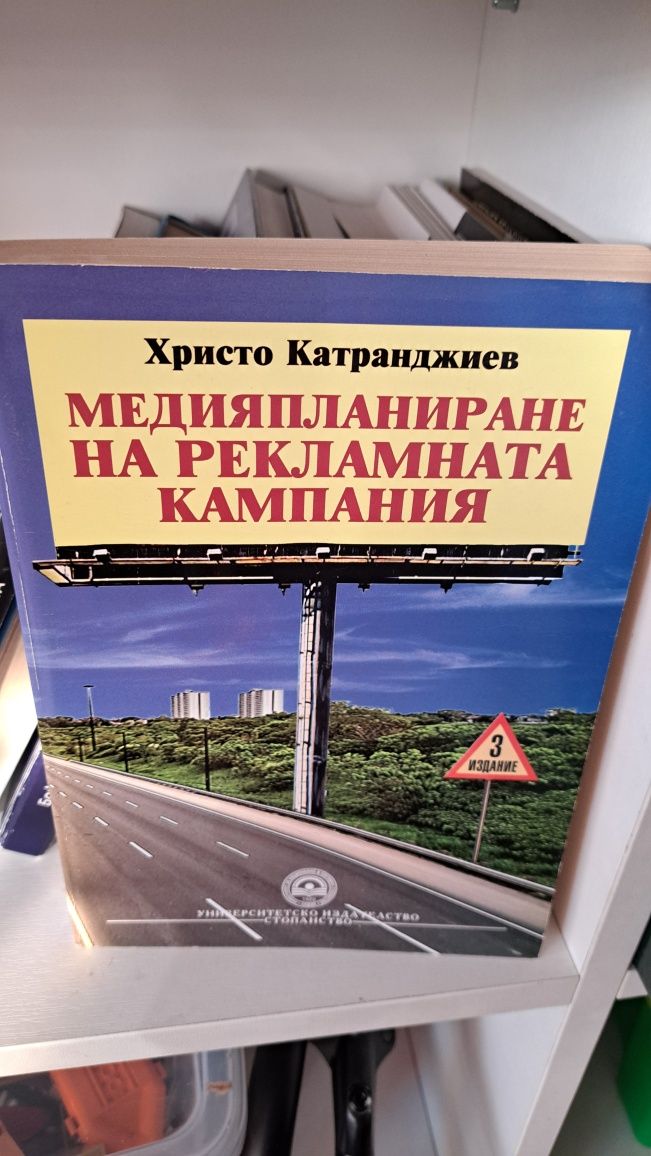 Христо Катранджиев
МЕДИЯПЛАНИРАНЕ
НА РЕКЛАМНАТА
КАМПАНИЯ
3
ИЗДАНИЕ
УНИВЕРСИТЕТСКО ИЗДАТЕЛСТВО
СТОПАНСТВО